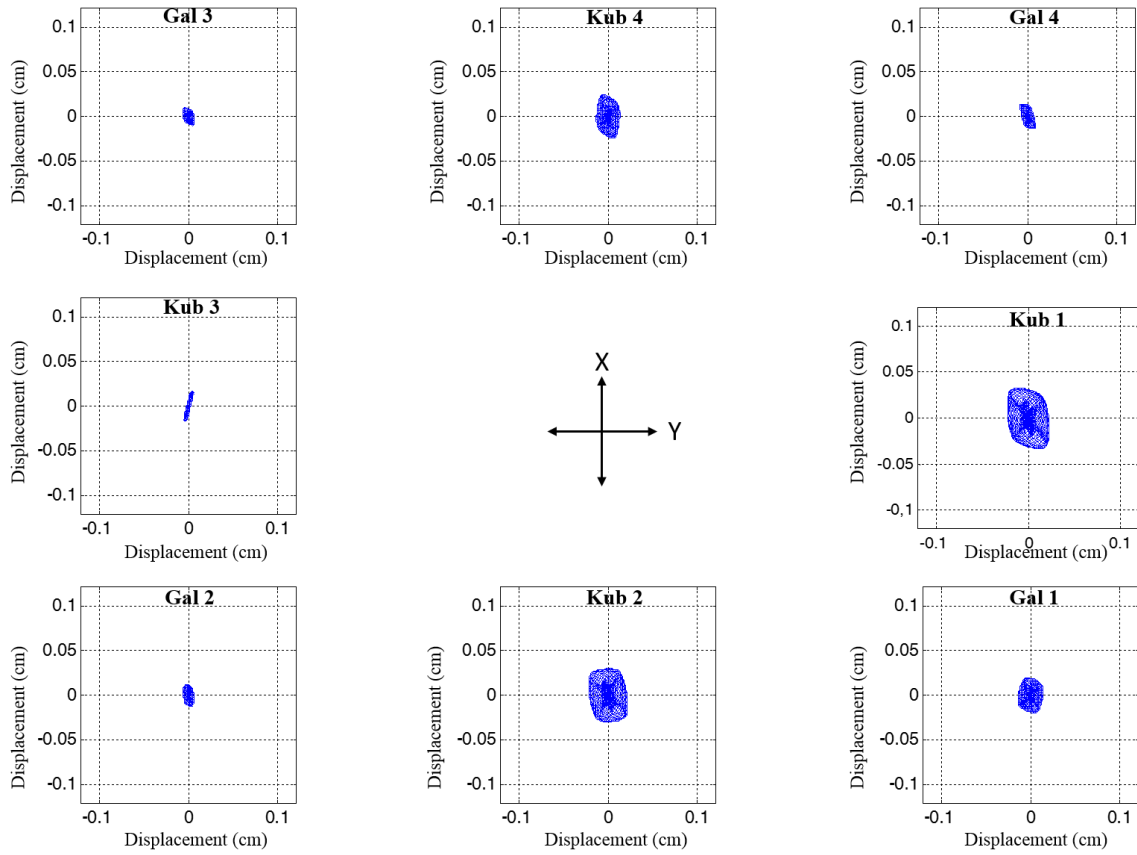 Gal 3
0.1
0.05
0
-0.05
-0.1
-0.1
0
0.1
Displacement (cm)
Displacement (cm)
Kub 4
0.1
0.05
0
-0.05
-0.1
-0.1
0
0.1
Displacement (cm)
Displacement (cm)
Gal 4
0.1
0.05
0
-0.05
-0.1
-0.1
0
0.1
Displacement (cm)
Displacement (cm)
Kub 3
0.1
0.05
0
-0.05
-0.1
-0.1
0
0.1
Displacement (cm)
Displacement (cm)
X
Y
Kub 1
0.1
0.05
0
-0.05
-0,1
-0.1
0
0.1
Displacement (cm)
Displacement (cm)
Gal 2
0.1
0.05
0
-0.05
-0.1
-0.1
0
0.1
Displacement (cm)
Displacement (cm)
Kub 2
0.1
0.05
0
-0.05
-0.1
-0.1
0
0.1
Displacement (cm)
Displacement (cm)
Gal 1
0.1
0.05
0
-0.05
-0.1
-0.1
0
0.1
Displacement (cm)
Displacement (cm)